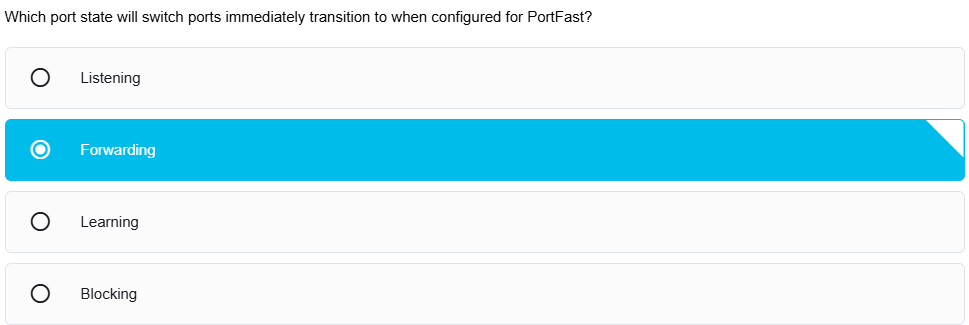 Which port state will switch ports immediately transition to when configured for PortFast?
Listening
Forwarding
Learning
Blocking